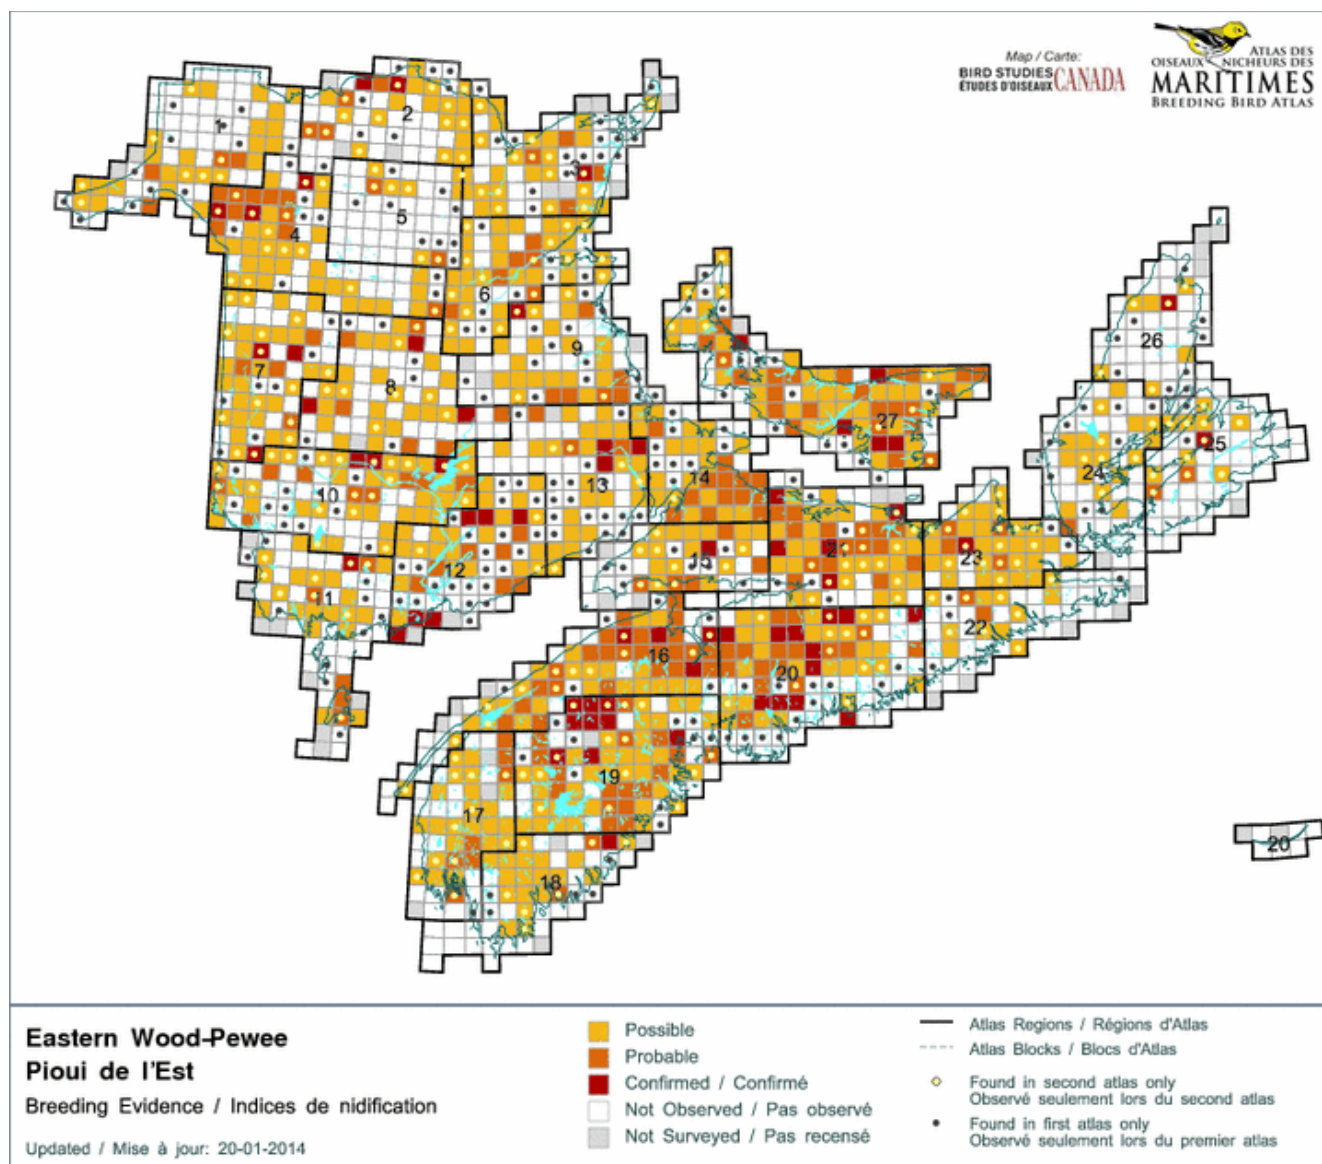 Map / Carte:
BIRD STUDIES
ÉTUDES D'OISEAUX CANADA
ATLAS DES
OISEAUX NICHEURS DES
MARITIMES
BREEDING BIRD ATLAS
1
2
3
4
5
6
7
8
9
10
11
12
13
14
15
16
17
18
19
20
21
22
23
24
25
26
27
20
Eastern Wood-Pewee
Pioui de l'Est
Breeding Evidence / Indices de nidification
Updated / Mise à jour: 20-01-2014
Possible
Probable
Confirmed / Confirmé
Not Observed / Pas observé
Not Surveyed / Pas recensé
Atlas Regions / Régions d'Atlas
Atlas Blocks / Blocs d'Atlas
Found in second atlas only
Observé seulement lors du second atlas
Found in first atlas only
Observé seulement lors du premier atlas